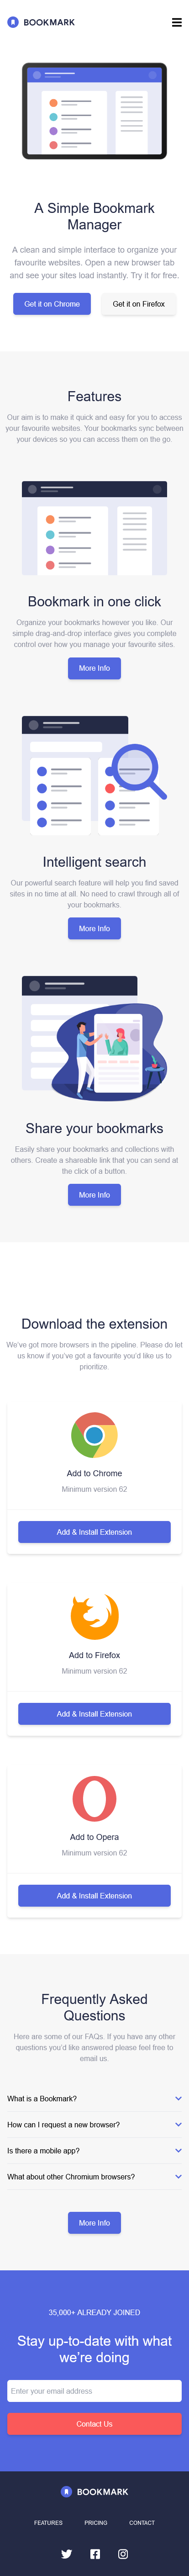 BOOKMARK
A Simple Bookmark
Manager
A clean and simple interface to organize your
favourite websites. Open a new browser tab
and see your sites load instantly. Try it for free.
Get it on Chrome
Get it on Firefox
Features
Our aim is to make it quick and easy for you to access
your favourite websites. Your bookmarks sync between
your devices so you can access them on the go.
Bookmark in one click
Organize your bookmarks however you like. Our
simple drag-and-drop interface gives you complete
control over how you manage your favourite sites.
More Info
Intelligent search
Our powerful search feature will help you find saved
sites in no time at all. No need to crawl through all of
your bookmarks.
More Info
Share your bookmarks
Easily share your bookmarks and collections with
others. Create a shareable link that you can send at
the click of a button.
More Info
Download the extension
We've got more browsers in the pipeline. Please do let
us know if you've got a favourite you'd like us to
prioritize.
Add to Chrome
Minimum version 62
Add & Install Extension
Add to Firefox
Minimum version 62
Add & Install Extension
Add to Opera
Minimum version 62
Add & Install Extension
Frequently Asked
Questions
Here are some of our FAQs. If you have any other
questions you'd like answered please feel free to
email us.
What is a Bookmark?
How can I request a new browser?
Is there a mobile app?
What about other Chromium browsers?
More Info
35,000+ ALREADY JOINED
Stay up-to-date with what
we're doing
Enter your email address
Contact Us
BOOKMARK
FEATURES
PRICING
CONTACT